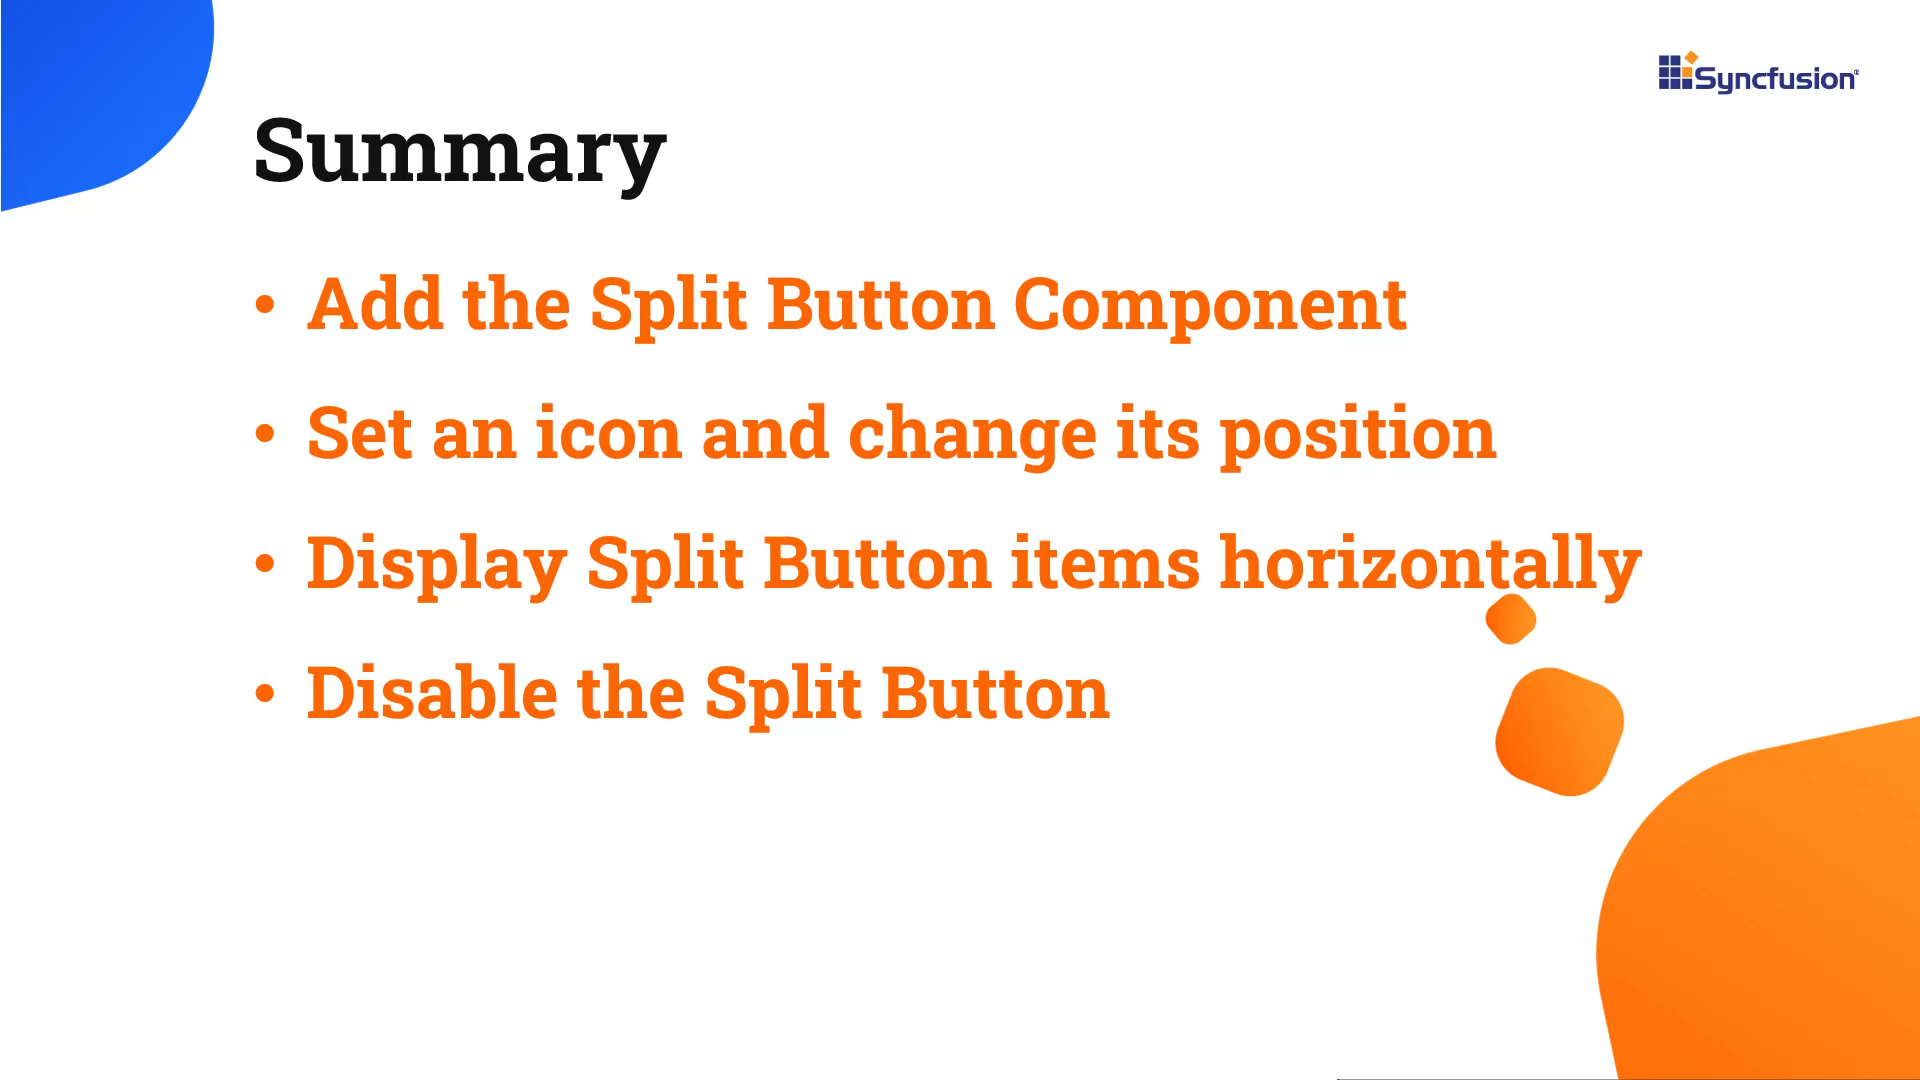 Syncfusion®
Summary
• Add the Split Button Component
• Set an icon and change its position
• Display Split Button items horizontally
• Disable the Split Button